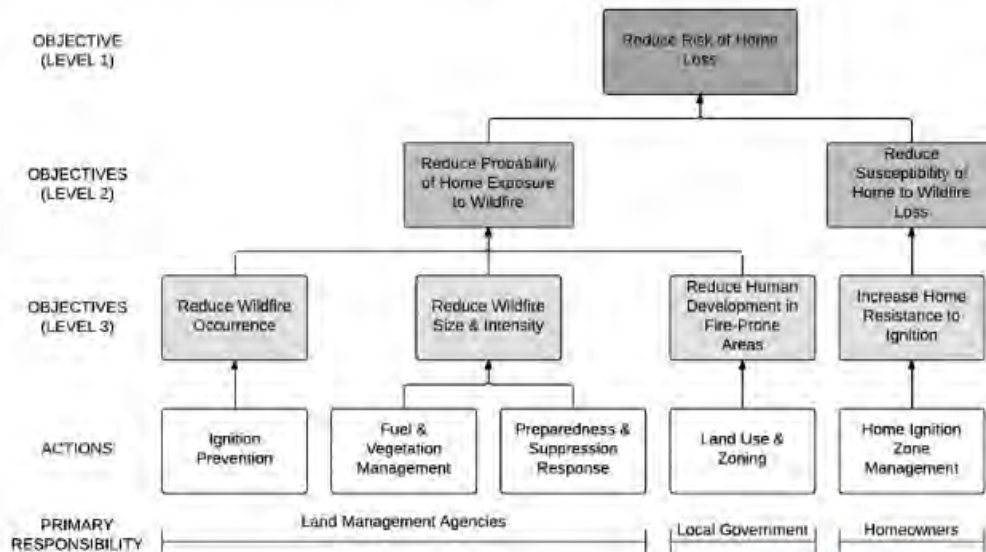 OBJECTIVE
(LEVEL 1)
Reduce Risk of Home
Loss
OBJECTIVES
(LEVEL 2)
Reduce Probability
of Home Exposure
to Wildfire
Reduce
Susceptibility of
Home to Wildfire
Loss
OBJECTIVES
(LEVEL 3)
Reduce Wildfire
Occurrence
Reduce Wildfire
Size & Intensity
Reduce Human
Development in
Fire-Prone
Areas
Increase Home
Resistance to
Ignition
ACTIONS
Ignition
Prevention
Fuel &
Vegetation
Management
Preparedness &
Suppression
Response
Land Use &
Zoning
Home Ignition
Zone
Management
PRIMARY
RESPONSIBILITY
Land Management Agencies
Local Government
Homeowners